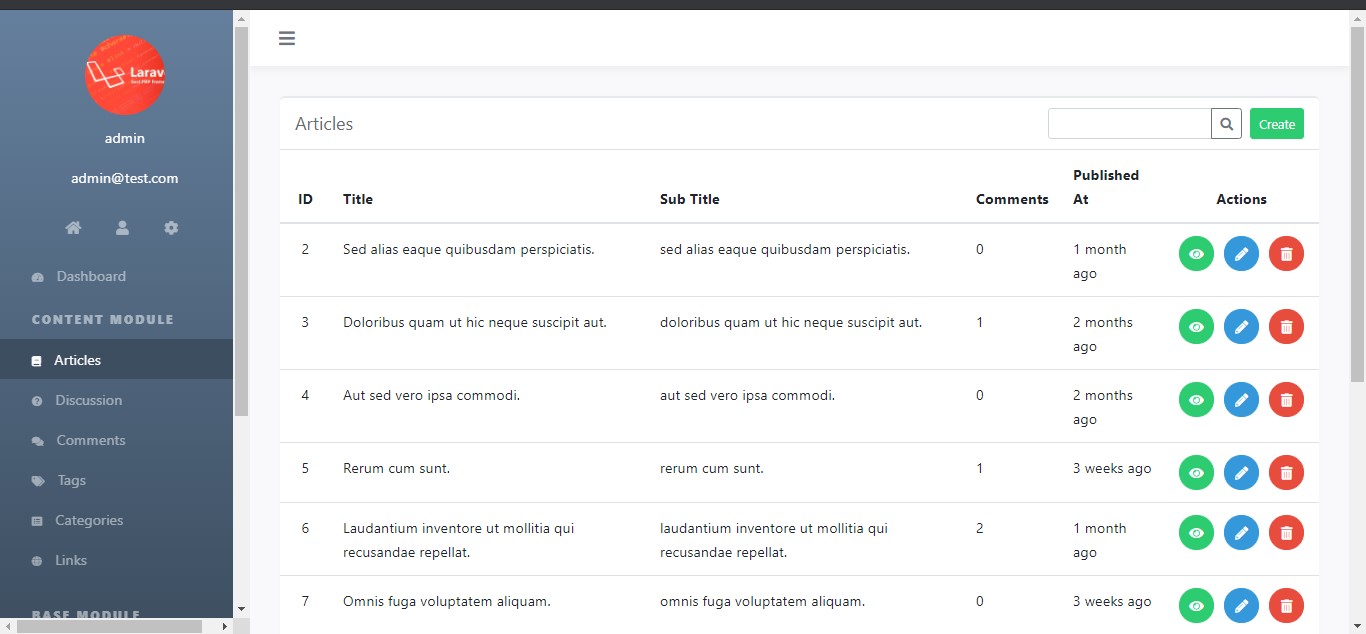 Larav
admin
admin@test.com
Dashboard
CONTENT MODULE
Articles
Discussion
Comments
Tags
Categories
Links
BASE MODULE
Articles
Create
ID Title Sub Title Comments Published At Actions
2 Sed alias eaque quibusdam perspiciatis. sed alias eaque quibusdam perspiciatis. 0 1 month
ago
3 Doloribus quam ut hic neque suscipit aut. doloribus quam ut hic neque suscipit aut. 1 2 months
ago
4 Aut sed vero ipsa commodi. aut sed vero ipsa commodi. 0 2 months
ago
5 Rerum cum sunt. rerum cum sunt. 1 3 weeks ago
6 Laudantium inventore ut mollitia qui laudantium inventore ut mollitia qui 2 1 month
recusandae repellat. recusandae repellat. ago
7 Omnis fuga voluptatem aliquam. omnis fuga voluptatem aliquam. 0 3 weeks ago